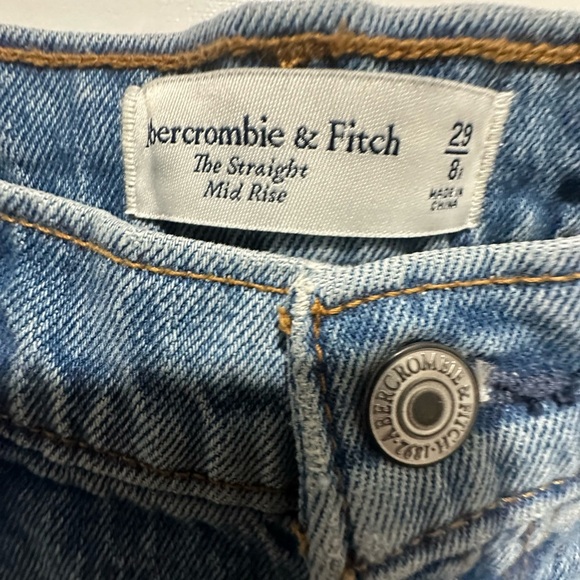 Abercrombie & Fitch
The Straight
Mid Rise
29
8
MADE IN
CHINA
ABERCROMBIE & FITCH · 1892 ·